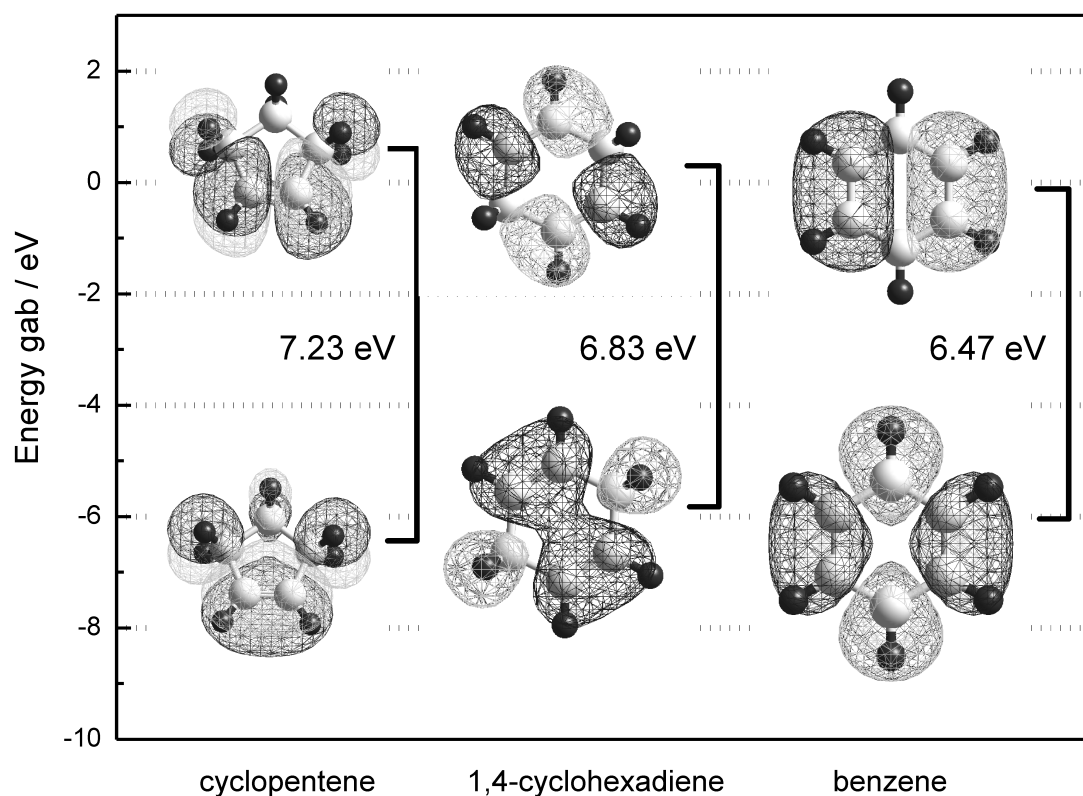 Energy gab / eV
2
0
-2
-4
-6
-8
-10
7.23 eV
6.83 eV
6.47 eV
cyclopentene
1,4-cyclohexadiene
benzene